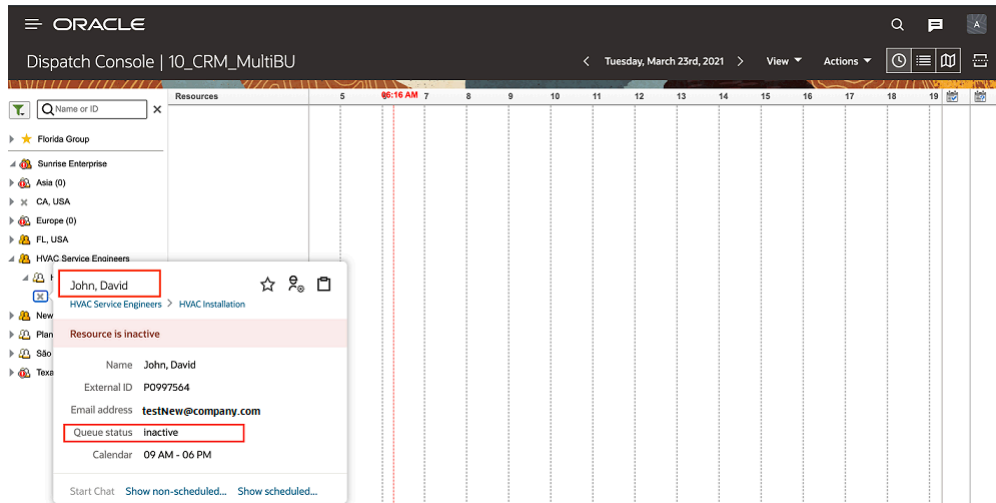 ORACLE
Dispatch Console | 10_CRM_MultiBU
Tuesday, March 23rd, 2021
View
Actions
Name or ID
Resources
5
06:16 AM
7
8
9
10
11
12
13
14
15
16
17
18
19
Florida Group
Sunrise Enterprise
Asia (0)
CA, USA
Europe (0)
FL, USA
HVAC Service Engineers
H
New
Plan
São
Texa
John, David
HVAC Service Engineers > HVAC Installation
Resource is inactive
Name John, David
External ID P0997564
Email address testNew@company.com
Queue status inactive
Calendar 09 AM - 06 PM
Start Chat Show non-scheduled... Show scheduled...
A